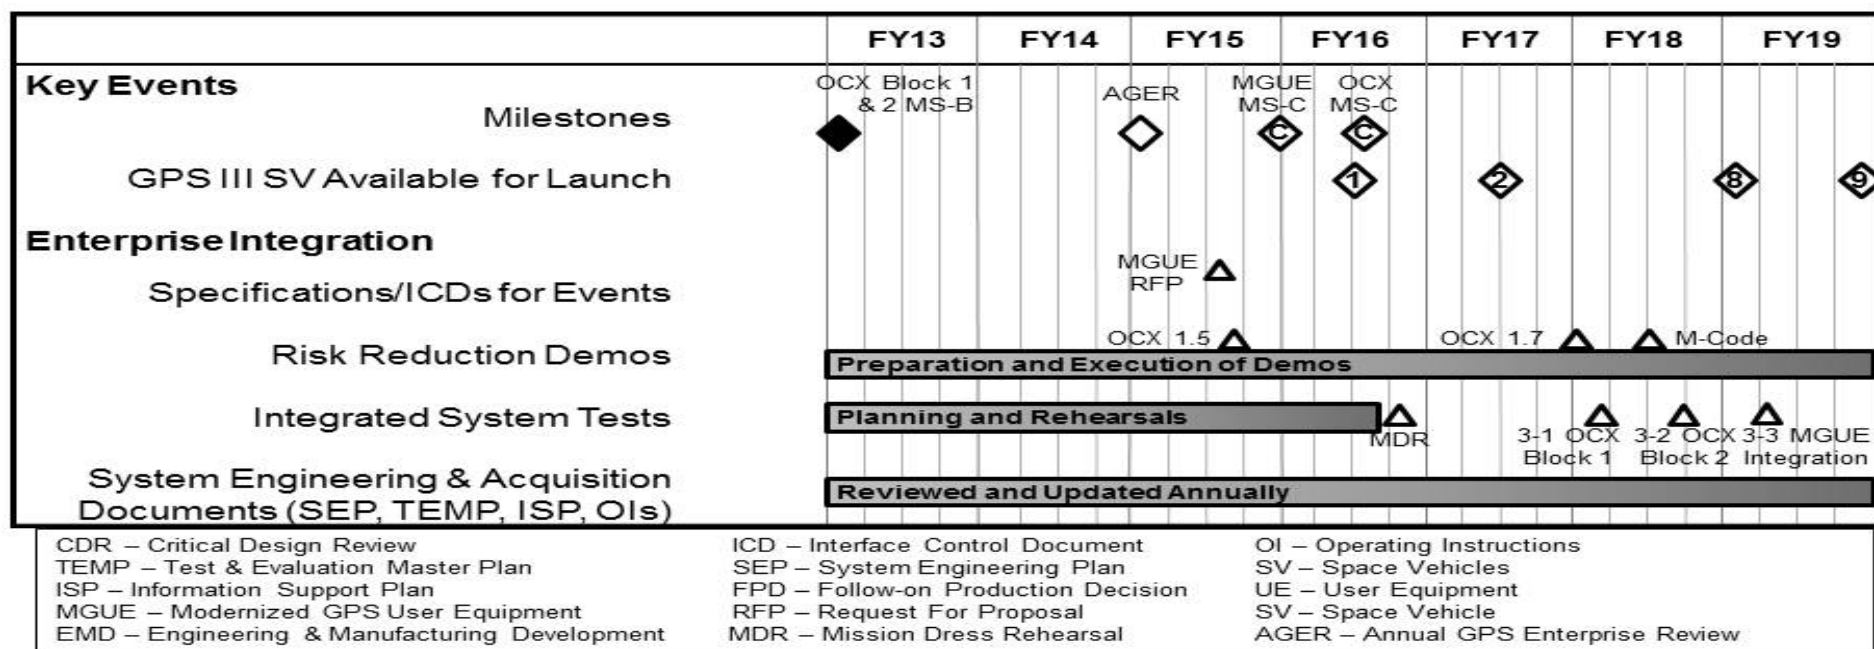 FY13 FY14 FY15 FY16 FY17 FY18 FY19
Key Events
OCX Block 1
& 2 MS-B
AGER
MGUE
MS-C
OCX
MS-C
Milestones
C C
GPS III SV Available for Launch
1 2 8 9
Enterprise Integration
MGUE
RFP
Specifications/ICDs for Events
OCX 1.5
OCX 1.7
M-Code
Risk Reduction Demos
Preparation and Execution of Demos
Integrated System Tests
Planning and Rehearsals
MDR
3-1 OCX
Block 1
3-2 OCX
Block 2
3-3 MGUE
Integration
System Engineering & Acquisition
Documents (SEP, TEMP, ISP, OIs)
Reviewed and Updated Annually
CDR – Critical Design Review
TEMP – Test & Evaluation Master Plan
ISP – Information Support Plan
MGUE – Modernized GPS User Equipment
EMD – Engineering & Manufacturing Development
ICD – Interface Control Document
SEP – System Engineering Plan
FPD – Follow-on Production Decision
RFP – Request For Proposal
MDR – Mission Dress Rehearsal
OI – Operating Instructions
SV – Space Vehicles
UE – User Equipment
SV – Space Vehicle
AGER – Annual GPS Enterprise Review